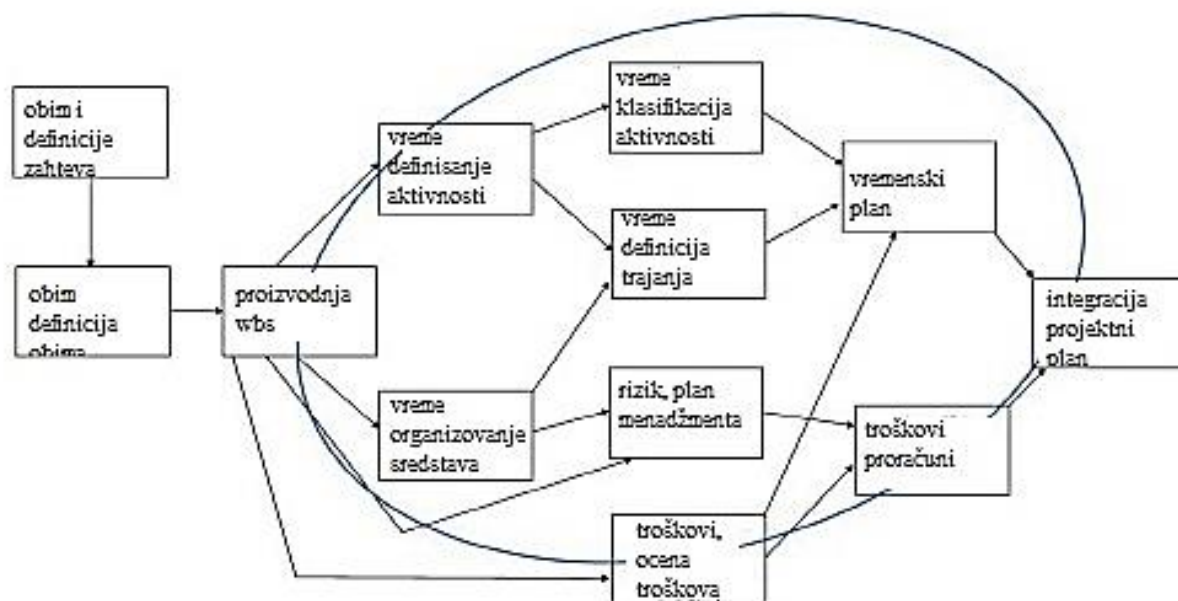 obim i
definicije
zahteva
obim
definicija
obima
proizvodnja
wbs
vreme
definisanje
aktivnosti
vreme
organizovanje
sredstava
vreme
klasifikacija
aktivnosti
vreme
definicija
trajanja
rizik, plan
menadžmenta
troškovi,
ocena
troškova
vremenski
plan
troškovi
proračuni
integracija
projektni
plan